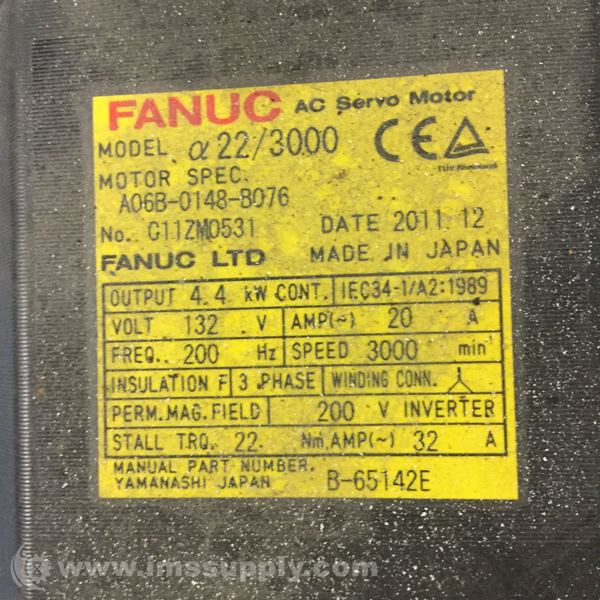 FANUC AC Servo Motor
MODEL α22/3000 CE
MOTOR SPEC.
A06B-0148-B076
No. C11ZM0531 DATE 2011.12
FANUC LTD MADE IN JAPAN
OUTPUT 4.4 kW CONT. IEC34-1/A2:1989
VOLT 132 V AMP(~) 20 A
FREQ. 200 Hz SPEED 3000 min⁻¹
INSULATION F 3 PHASE WINDING CONN.
PERM.MAG.FIELD 200 V INVERTER
STALL TRQ. 22 Nm,AMP(~) 32 A
MANUAL PART NUMBER.
YAMANASHI JAPAN B-65142E
© www.imssupply.com